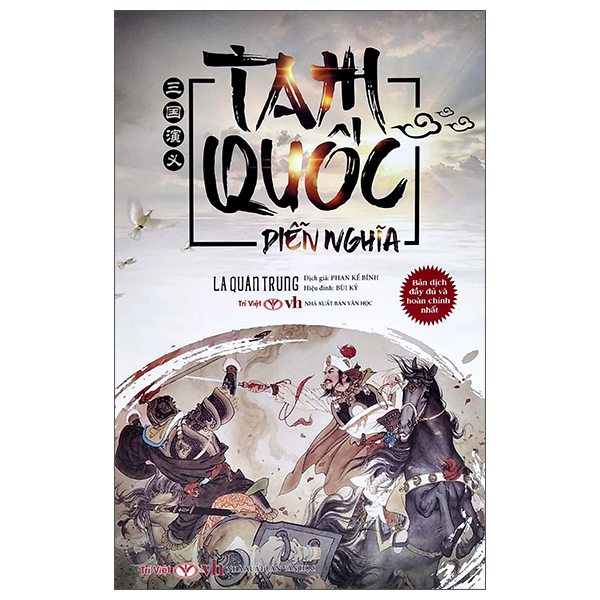 三国演义
TAM
QUỐC
DIỄN NGHĨA
LA QUÁN TRUNG
Dịch giả: PHAN KẾ BÍNH
Hiệu đính: BÙI KỶ
Trí Việt vh NHÀ XUẤT BẢN VĂN HỌC
Bản dịch
đầy đủ và
hoàn chỉnh
nhất
Trí Việt vh NHÀ XUẤT BẢN VĂN HỌC